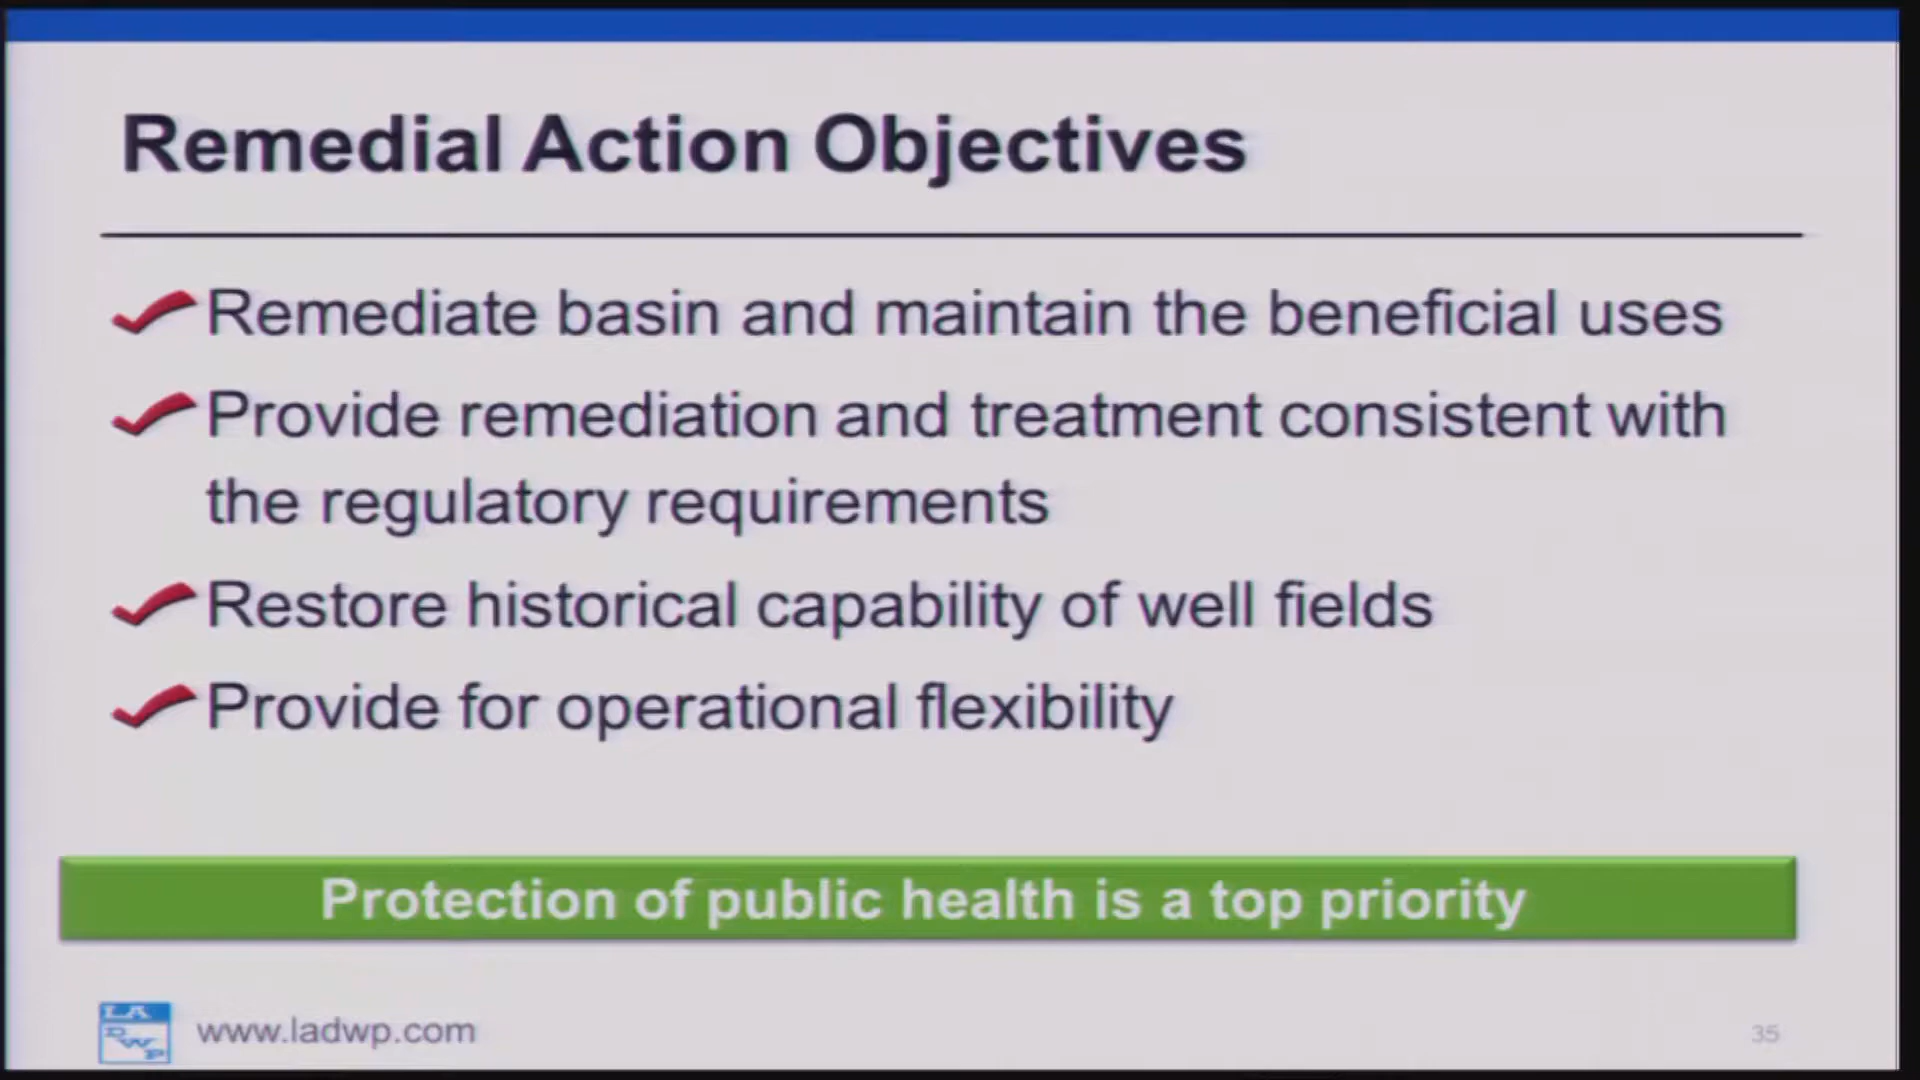 Remedial Action Objectives
Remediate basin and maintain the beneficial uses
Provide remediation and treatment consistent with
the regulatory requirements
Restore historical capability of well fields
Provide for operational flexibility
Protection of public health is a top priority
LA
DWP
www.ladwp.com
35